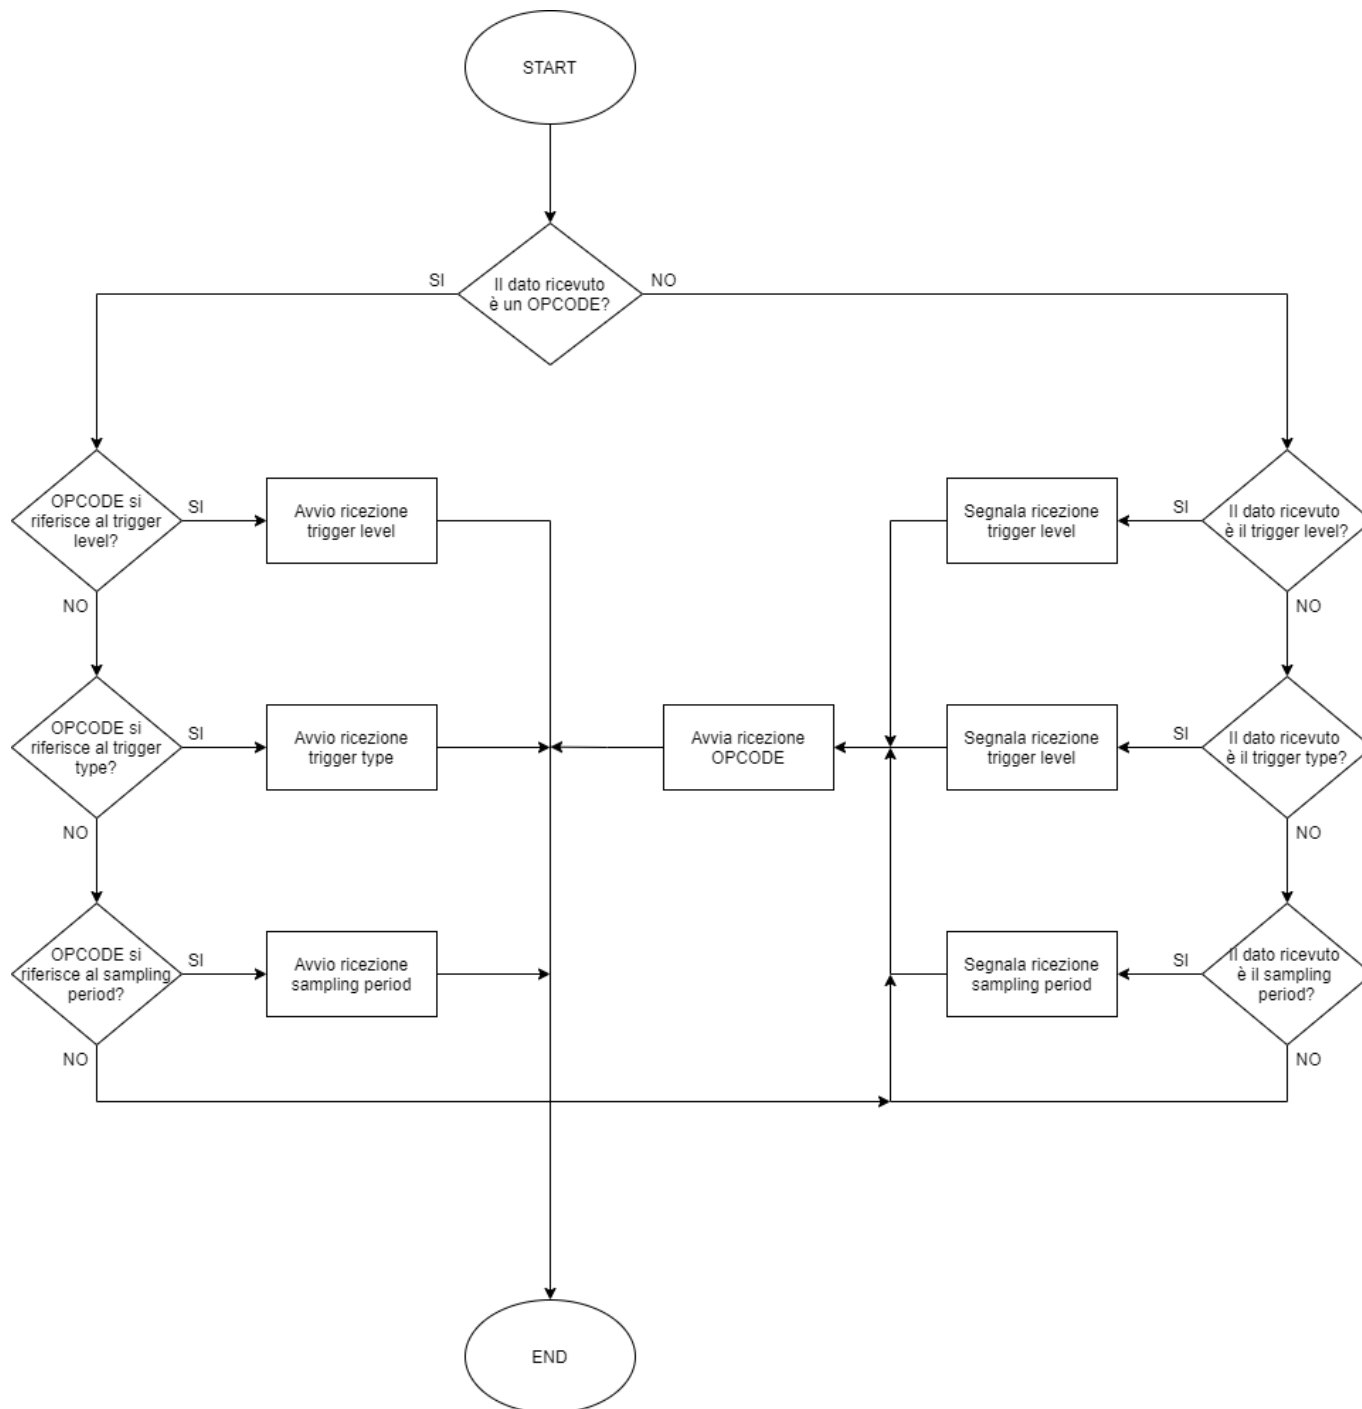 START
Il dato ricevuto
è un OPCODE?
SI
NO
OPCODE si
riferisce al trigger
level?
SI
NO
Avvio ricezione
trigger level
Segnala ricezione
trigger level
SI
Il dato ricevuto
è il trigger level?
NO
OPCODE si
riferisce al trigger
type?
SI
NO
Avvio ricezione
trigger type
Avvia ricezione
OPCODE
Segnala ricezione
trigger level
SI
Il dato ricevuto
è il trigger type?
NO
OPCODE si
riferisce al sampling
period?
SI
NO
Avvio ricezione
sampling period
Segnala ricezione
sampling period
SI
Il dato ricevuto
è il sampling
period?
NO
END